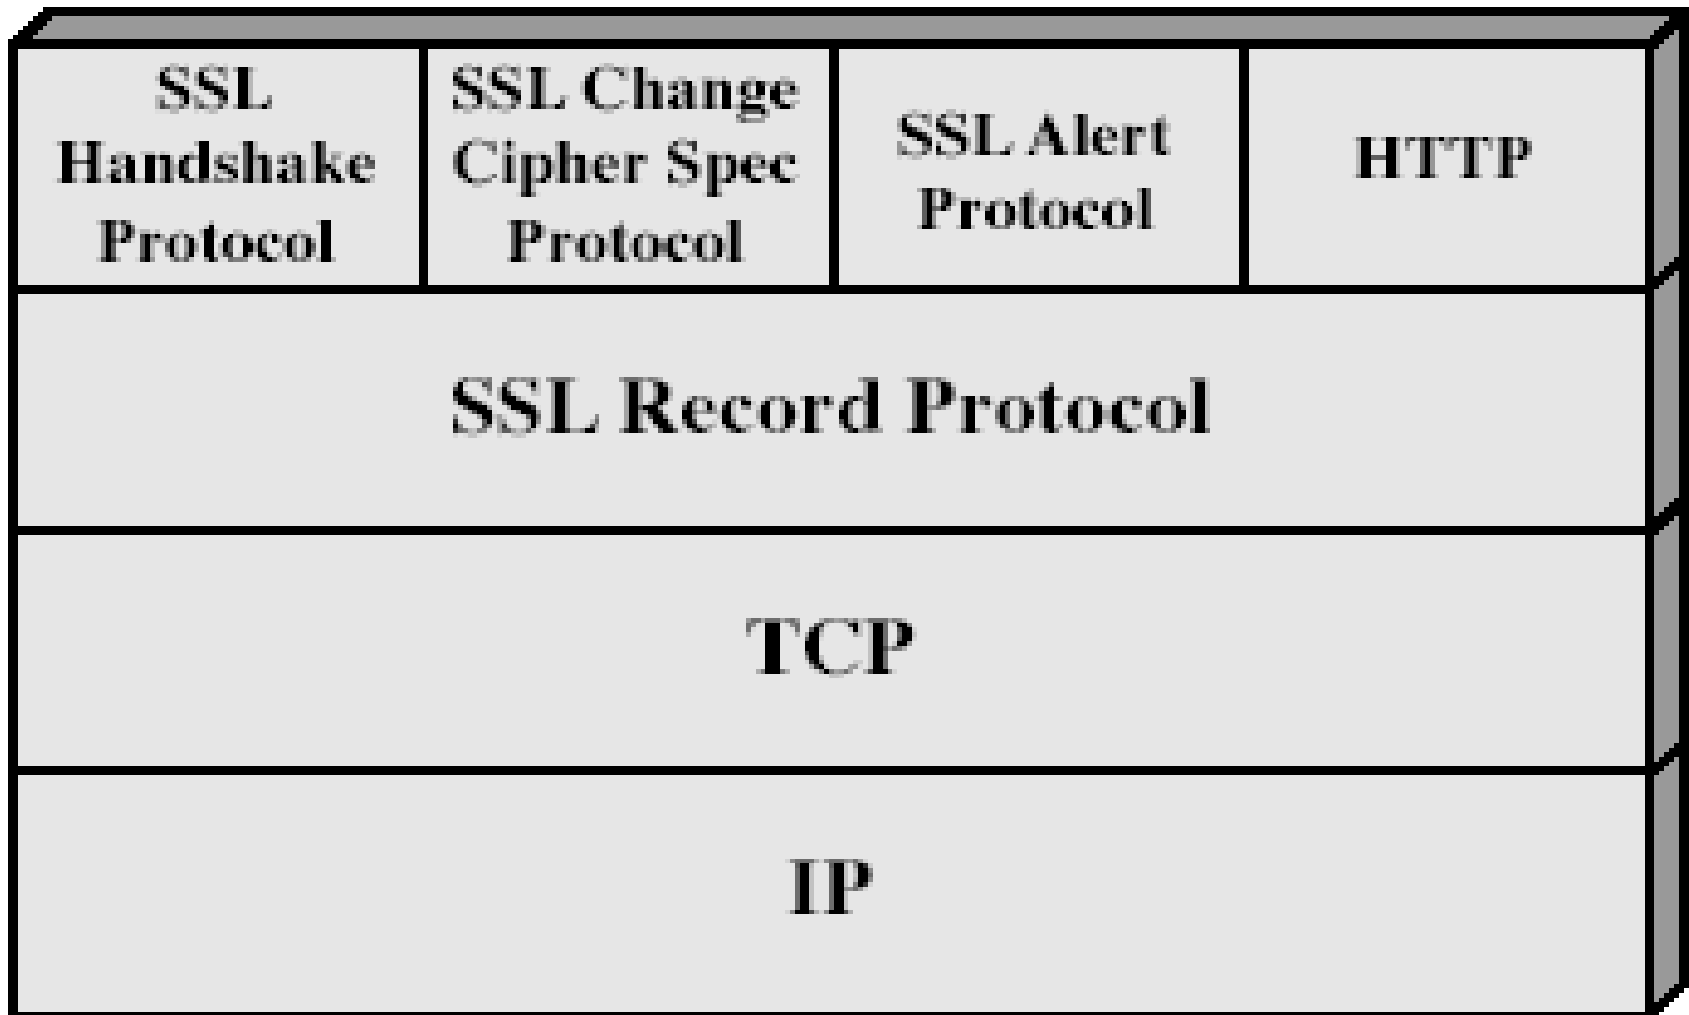 SSL
Handshake
Protocol
SSL Change
Cipher Spec
Protocol
SSL Alert
Protocol
HTTP
SSL Record Protocol
TCP
IP